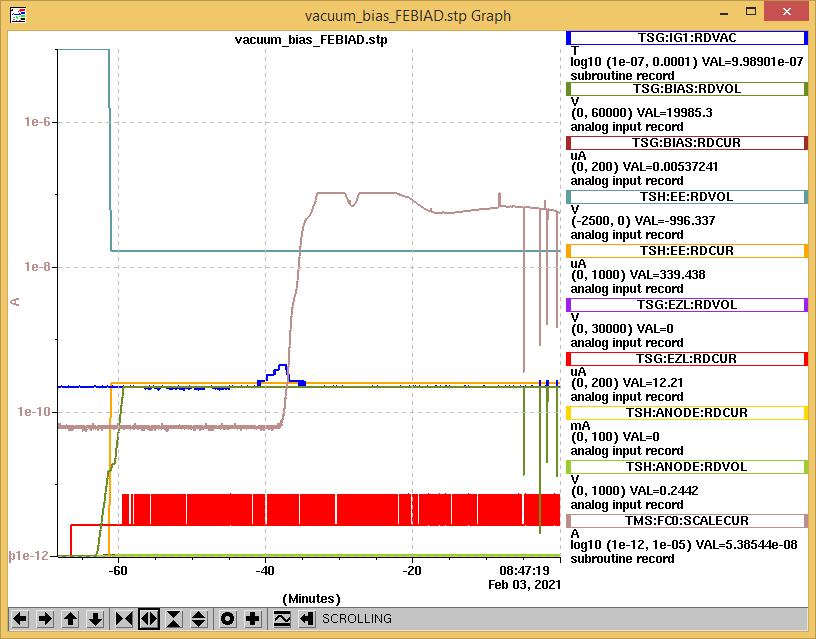 vacuum_bias_FEBIAD.stp Graph
vacuum_bias_FEBIAD.stp
1e-6
1e-8
A
1e-10
1e-12
-60
-40
-20
08:47:19
Feb 03, 2021
(Minutes)
TSG:IG1:RDVAC
T
log10 (1e-07, 0.0001) VAL=9.98901e-07
subroutine record
TSG:BIAS:RDVOL
V
(0, 60000) VAL=19985.3
analog input record
TSG:BIAS:RDCUR
uA
(0, 200) VAL=0.00537241
analog input record
TSH:EE:RDVOL
V
(-2500, 0) VAL=-996.337
analog input record
TSH:EE:RDCUR
uA
(0, 1000) VAL=339.438
analog input record
TSG:EZL:RDVOL
V
(0, 30000) VAL=0
analog input record
TSG:EZL:RDCUR
uA
(0, 200) VAL=12.21
analog input record
TSH:ANODE:RDCUR
mA
(0, 100) VAL=0
analog input record
TSH:ANODE:RDVOL
V
(0, 1000) VAL=0.2442
analog input record
TMS:FC0:SCALECUR
A
log10 (1e-12, 1e-05) VAL=5.38544e-08
subroutine record
SCROLLING